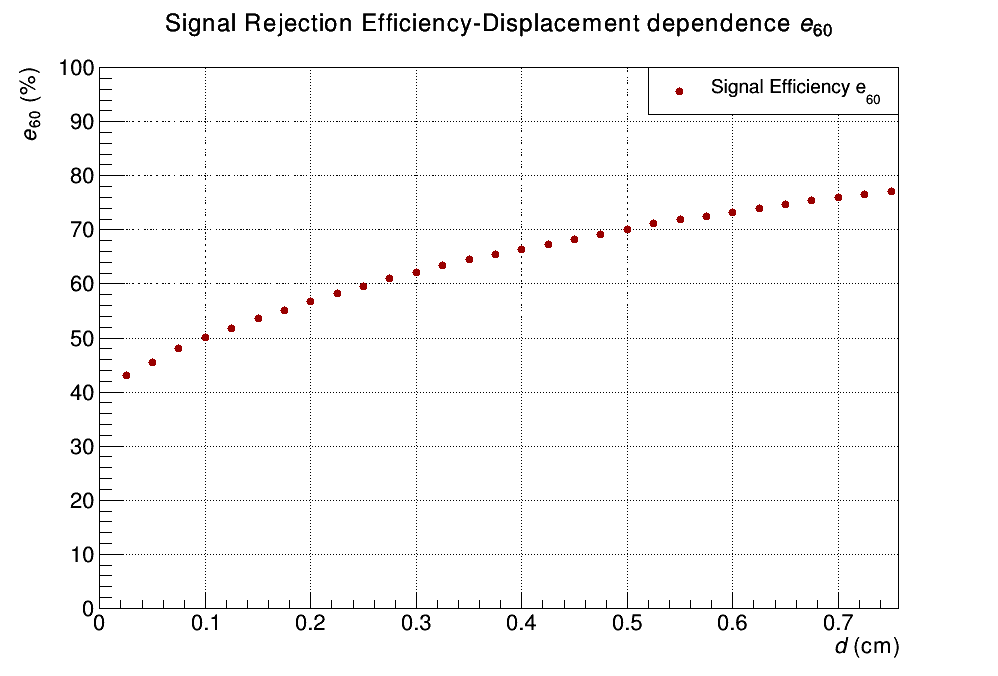 Signal Rejection Efficiency-Displacement dependence e60
e60 (%)
100
90
80
70
60
50
40
30
20
10
0
Signal Efficiency e60
0 0.1 0.2 0.3 0.4 0.5 0.6 0.7
d (cm)